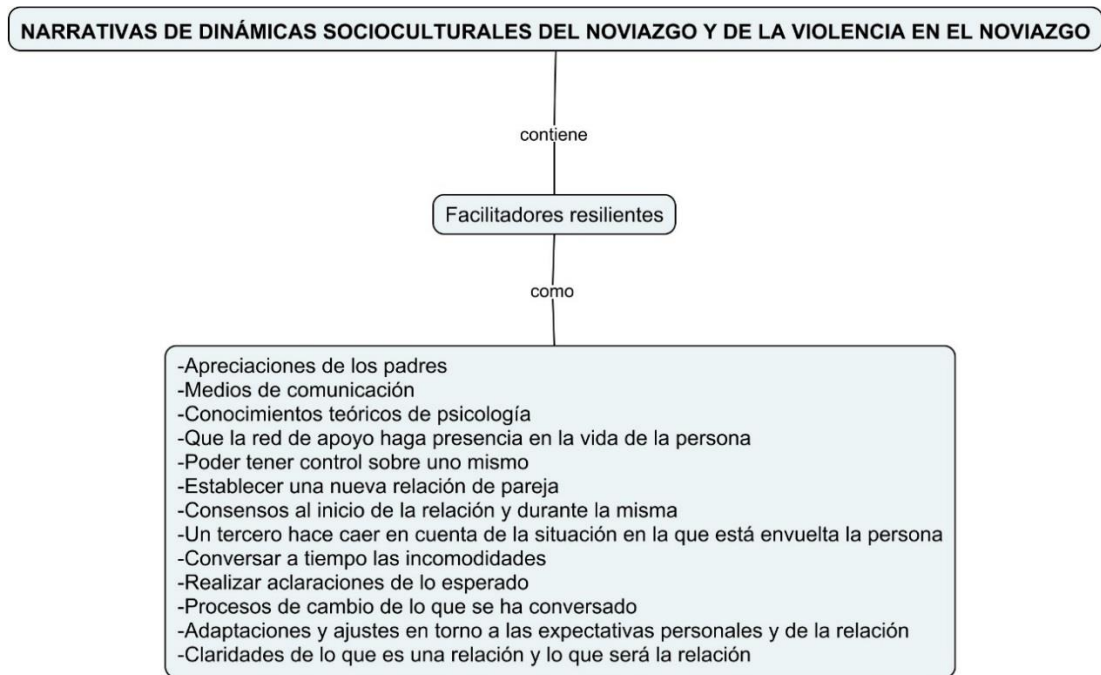 NARRATIVAS DE DINÁMICAS SOCIOCULTURALES DEL NOVIAZGO Y DE LA VIOLENCIA EN EL NOVIAZGO
contiene
Facilitadores resilientes
como
-Apreciaciones de los padres
-Medios de comunicación
-Conocimientos teóricos de psicología
-Que la red de apoyo haga presencia en la vida de la persona
-Poder tener control sobre uno mismo
-Establecer una nueva relación de pareja
-Consensos al inicio de la relación y durante la misma
-Un tercero hace caer en cuenta de la situación en la que está envuelta la persona
-Conversar a tiempo las incomodidades
-Realizar aclaraciones de lo esperado
-Procesos de cambio de lo que se ha conversado
-Adaptaciones y ajustes en torno a las expectativas personales y de la relación
-Claridades de lo que es una relación y lo que será la relación